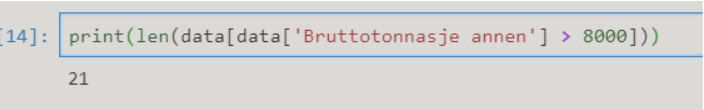 [14]: print(len(data[data['Bruttotonnasje annen'] > 8000]))
21